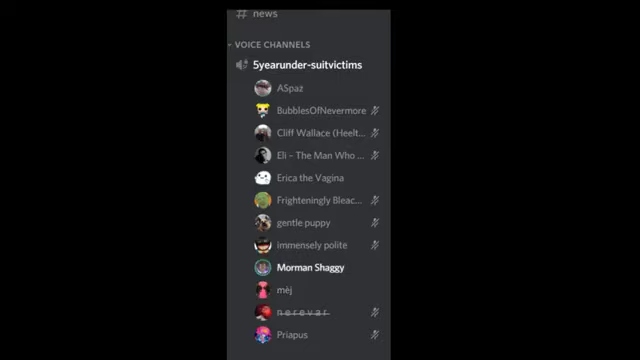 # news
VOICE CHANNELS
5yearunder-suitvictims
ASpaz
BubblesOfNevermore
Cliff Wallace (Heelt...
Eli - The Man Who ...
Erica the Vagina
Frighteningly Bleac...
gentle puppy
immensely polite
Morman Shaggy
mèj
n e r e v a r
Priapus